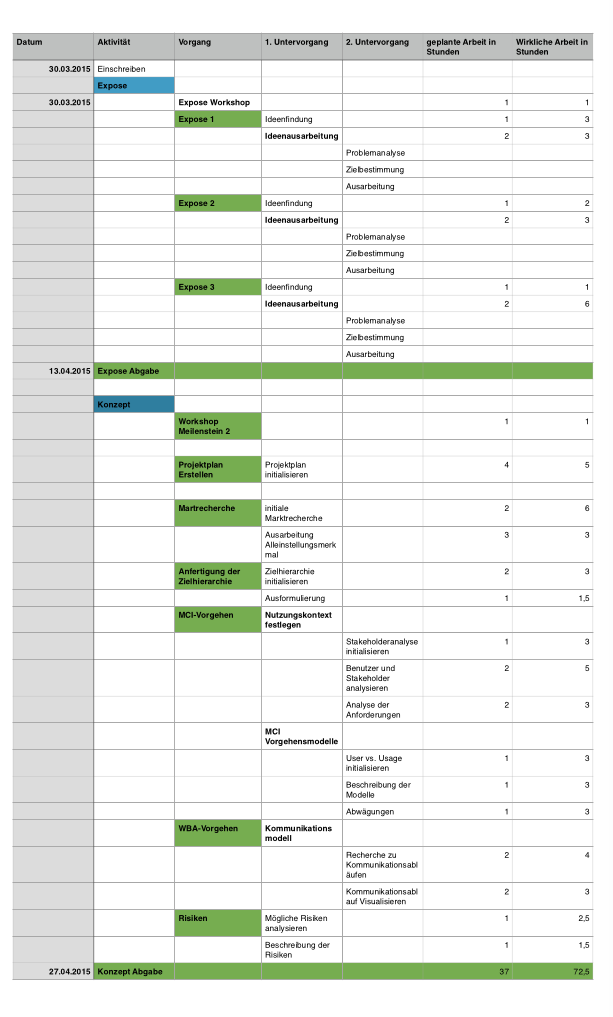 Datum Aktivität Vorgang 1. Untervorgang 2. Untervorgang geplante Arbeit in Wirkliche Arbeit in
Stunden Stunden
30.03.2015 Einschreiben
Expose
30.03.2015 Expose Workshop 1 1
Expose 1 Ideenfindung 1 3
Ideenausarbeitung 2 3
Problemanalyse
Zielbestimmung
Ausarbeitung
Expose 2 Ideenfindung 1 2
Ideenausarbeitung 2 3
Problemanalyse
Zielbestimmung
Ausarbeitung
Expose 3 Ideenfindung 1 1
Ideenausarbeitung 2 6
Problemanalyse
Zielbestimmung
Ausarbeitung
13.04.2015 Expose Abgabe
Konzept
Workshop 1 1
Meilenstein 2
Projektplan Projektplan 4 5
Erstellen initialisieren
Martrecherche initiale 2 6
Marktrecherche
Ausarbeitung 3 3
Alleinstellungsmerk
mal
Anfertigung der Zielhierarchie 2 3
Zielhierarchie initialisieren
Ausformulierung 1 1,5
MCI-Vorgehen Nutzungskontext
festlegen
Stakeholderanalyse 1 3
initialisieren
Benutzer und 2 5
Stakeholder
analysieren
Analyse der 2 3
Anforderungen
MCI
Vorgehensmodelle
User vs. Usage 1 3
initialisieren
Beschreibung der 1 3
Modelle
Abwägungen 1 3
WBA-Vorgehen Kommunikations
modell
Recherche zu 2 4
Kommunikationsabl
äufen
Kommunikationsabl 2 3
auf Visualisieren
Risiken Mögliche Risiken 1 2,5
analysieren
Beschreibung der 1 1,5
Risiken
27.04.2015 Konzept Abgabe 37 72,5